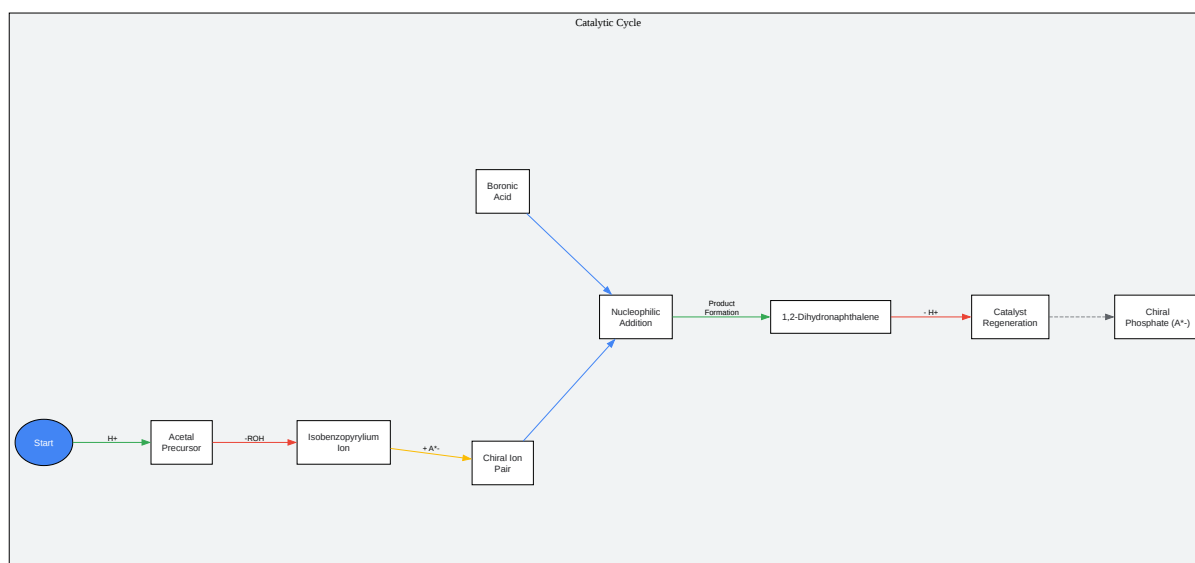 Catalytic Cycle
Boronic
Acid
Nucleophilic
Addition
Product
Formation
1,2-Dihydronaphthalene
- H+
Catalyst
Regeneration
Chiral
Phosphate (A*-)
Start
H+
Acetal
Precursor
-ROH
Isobenzopyrylium
Ion
+ A*-
Chiral Ion
Pair